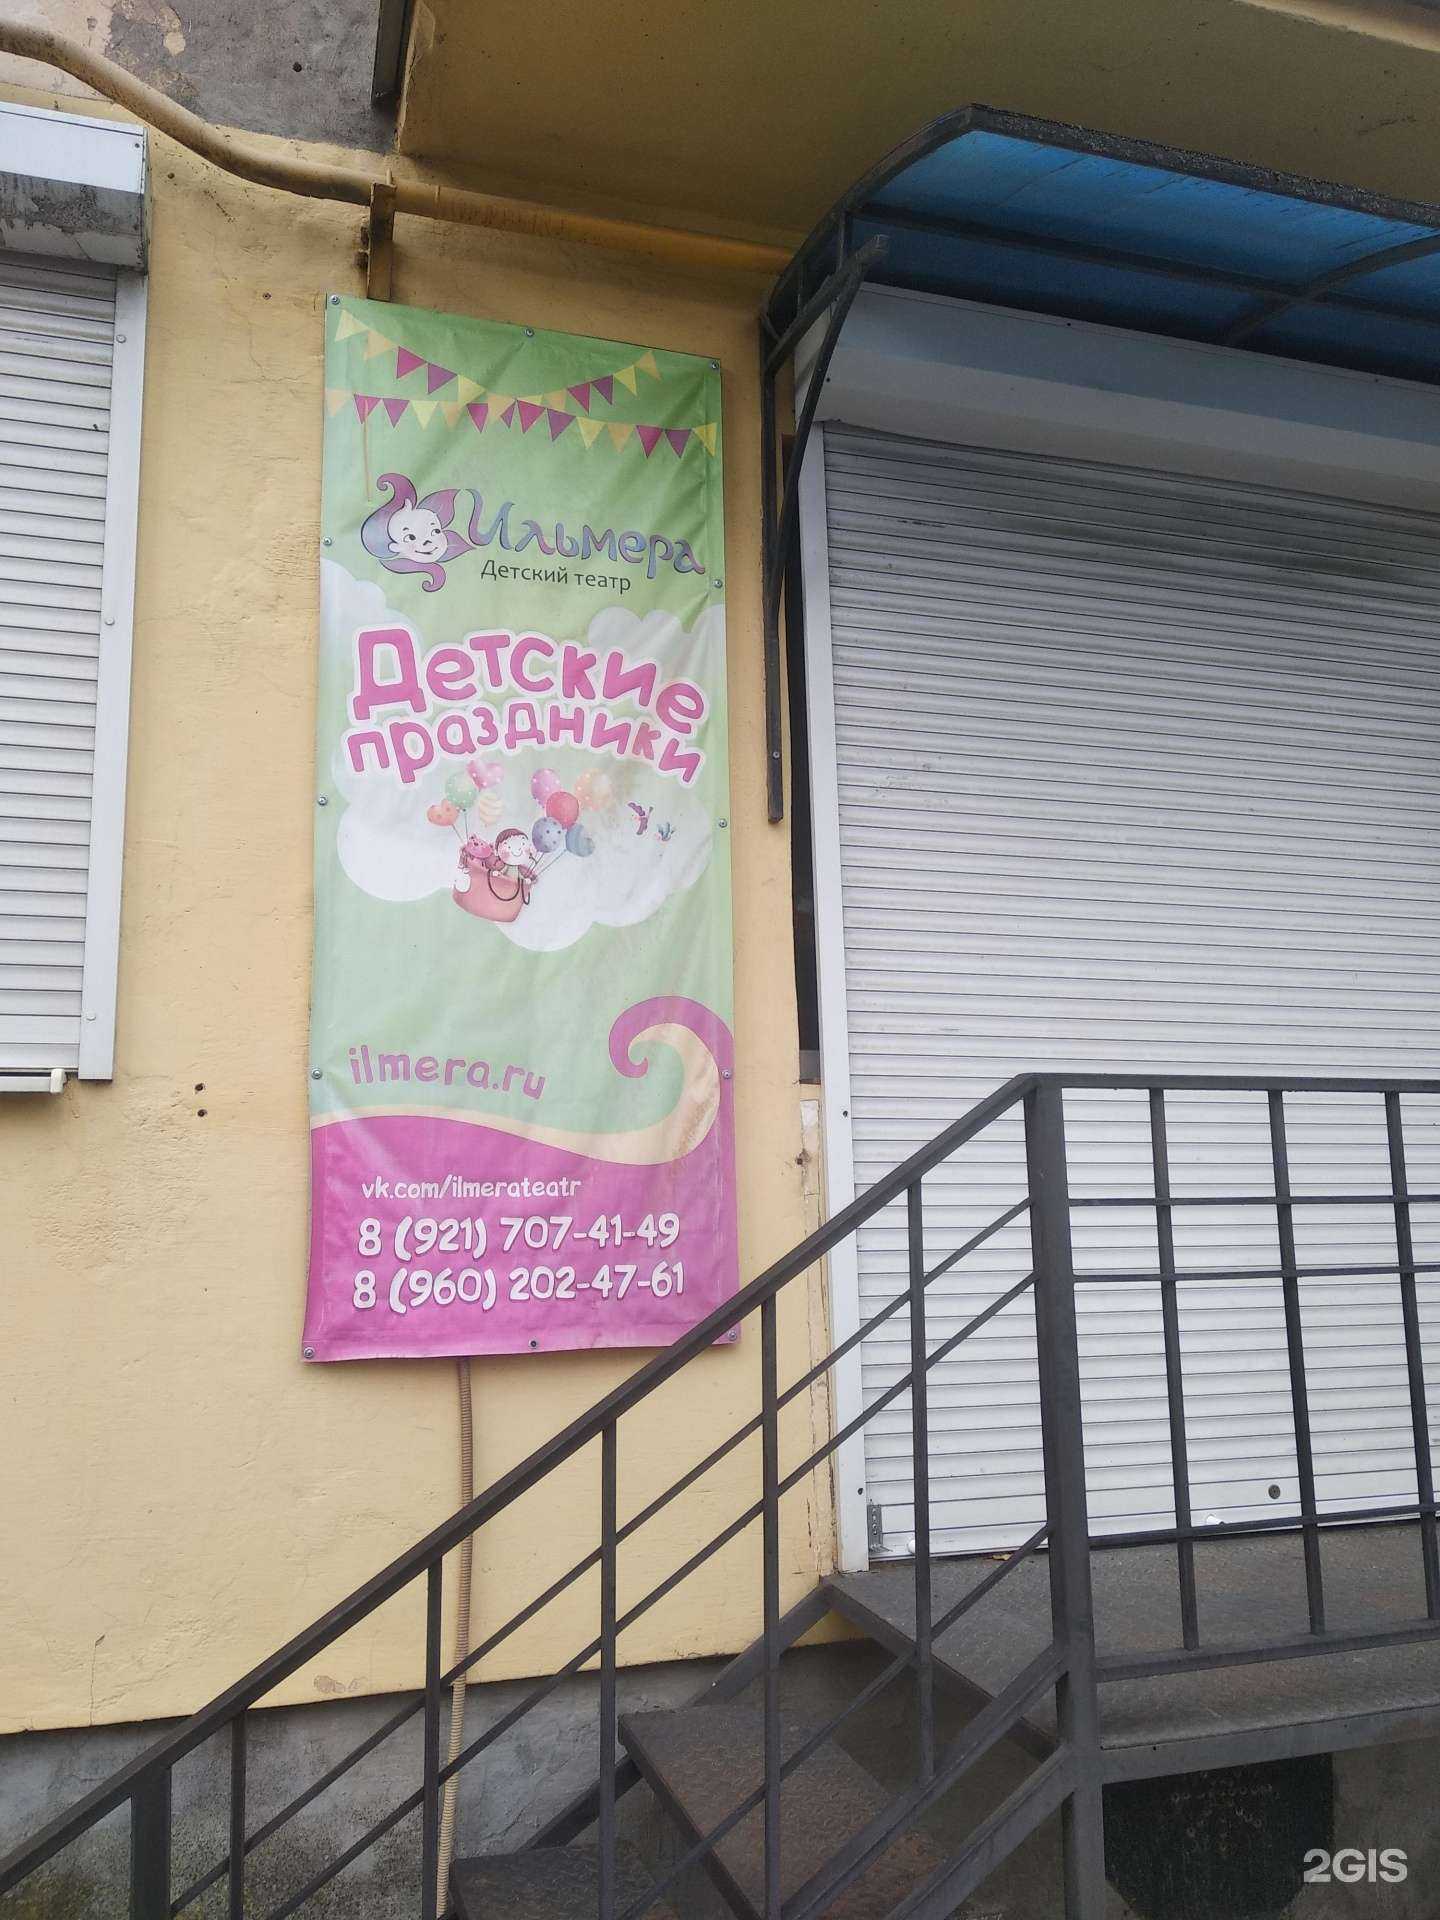 Ильмера
Детский театр
Детские
праздники
ilmera.ru
vk.com/ilmerateatr
8 (921) 707-41-49
8 (960) 202-47-61
2GIS